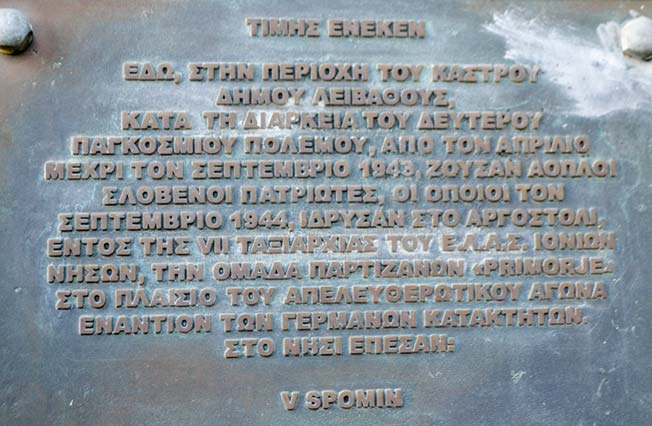 ΤΙΜΗΣ ΕΝΕΚΕΝ
ΕΔΩ, ΣΤΗΝ ΠΕΡΙΟΧΗ ΤΟΥ ΚΑΣΤΡΟΥ
ΔΗΜΟΥ ΛΕΙΒΑΘΟΥΣ,
ΚΑΤΑ ΤΗ ΔΙΑΡΚΕΙΑ ΤΟΥ ΔΕΥΤΕΡΟΥ
ΠΑΓΚΟΣΜΙΟΥ ΠΟΛΕΜΟΥ, ΑΠΟ ΤΟΝ ΑΠΡΙΛΙΟ
ΜΕΧΡΙ ΤΟΝ ΣΕΠΤΕΜΒΡΙΟ 1943, ΖΟΥΣΑΝ ΑΟΠΛΟΙ
ΣΛΟΒΕΝΟΙ ΠΑΤΡΙΩΤΕΣ, ΟΙ ΟΠΟΙΟΙ ΤΟΝ
ΣΕΠΤΕΜΒΡΙΟ 1944, ΙΔΡΥΣΑΝ ΣΤΟ ΑΡΓΟΣΤΟΛΙ,
ΕΝΤΟΣ ΤΗΣ VII ΤΑΞΙΑΡΧΙΑΣ ΤΟΥ Ε.Λ.Α.Σ. ΙΟΝΙΩΝ
ΝΗΣΩΝ, ΤΗΝ ΟΜΑΔΑ ΠΑΡΤΙΖΑΝΩΝ «PRIMORJE»
ΣΤΟ ΠΛΑΙΣΙΟ ΤΟΥ ΑΠΕΛΕΥΘΕΡΩΤΙΚΟΥ ΑΓΩΝΑ
ΕΝΑΝΤΙΟΝ ΤΩΝ ΓΕΡΜΑΝΩΝ ΚΑΤΑΚΤΗΤΩΝ.
ΣΤΟ ΝΗΣΙ ΕΠΕΣΑΝ:
V SPOMIN